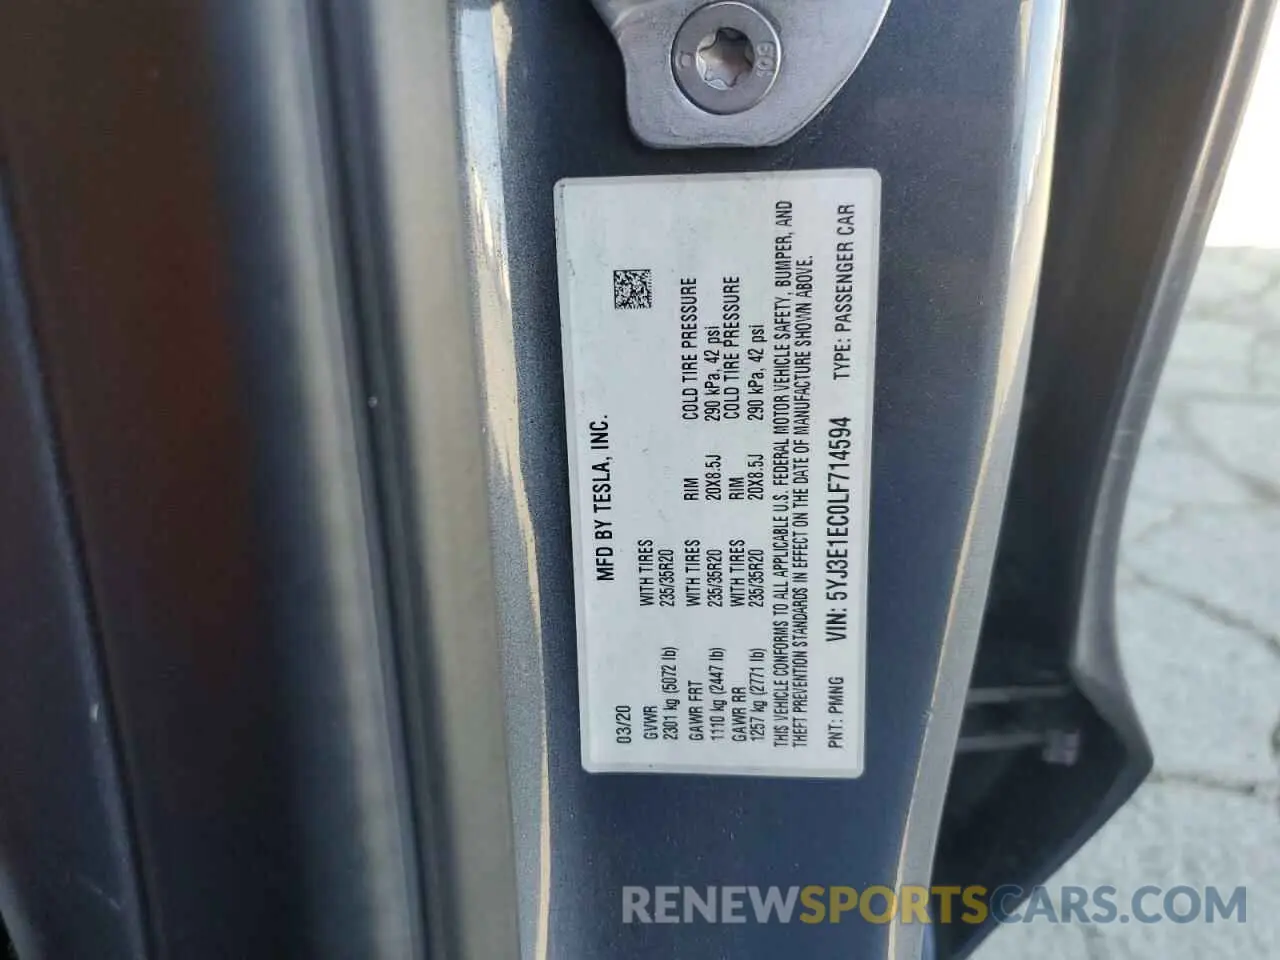 10.9
MFD BY TESLA, INC.
03/20
GVWR WITH TIRES
2301 kg (5072 lb) 235/35R20
GAWR FRT WITH TIRES RIM COLD TIRE PRESSURE
1110 kg (2447 lb) 235/35R20 20X8.5J 290 kPa, 42 psi
GAWR RR WITH TIRES RIM COLD TIRE PRESSURE
1257 kg (2771 lb) 235/35R20 20X8.5J 290 kPa, 42 psi
THIS VEHICLE CONFORMS TO ALL APPLICABLE U.S. FEDERAL MOTOR VEHICLE SAFETY, BUMPER, AND
THEFT PREVENTION STANDARDS IN EFFECT ON THE DATE OF MANUFACTURE SHOWN ABOVE.
PNT: PMNG VIN: 5YJ3E1EC0LF714594 TYPE: PASSENGER CAR
RENEWSPORTSCARS.COM